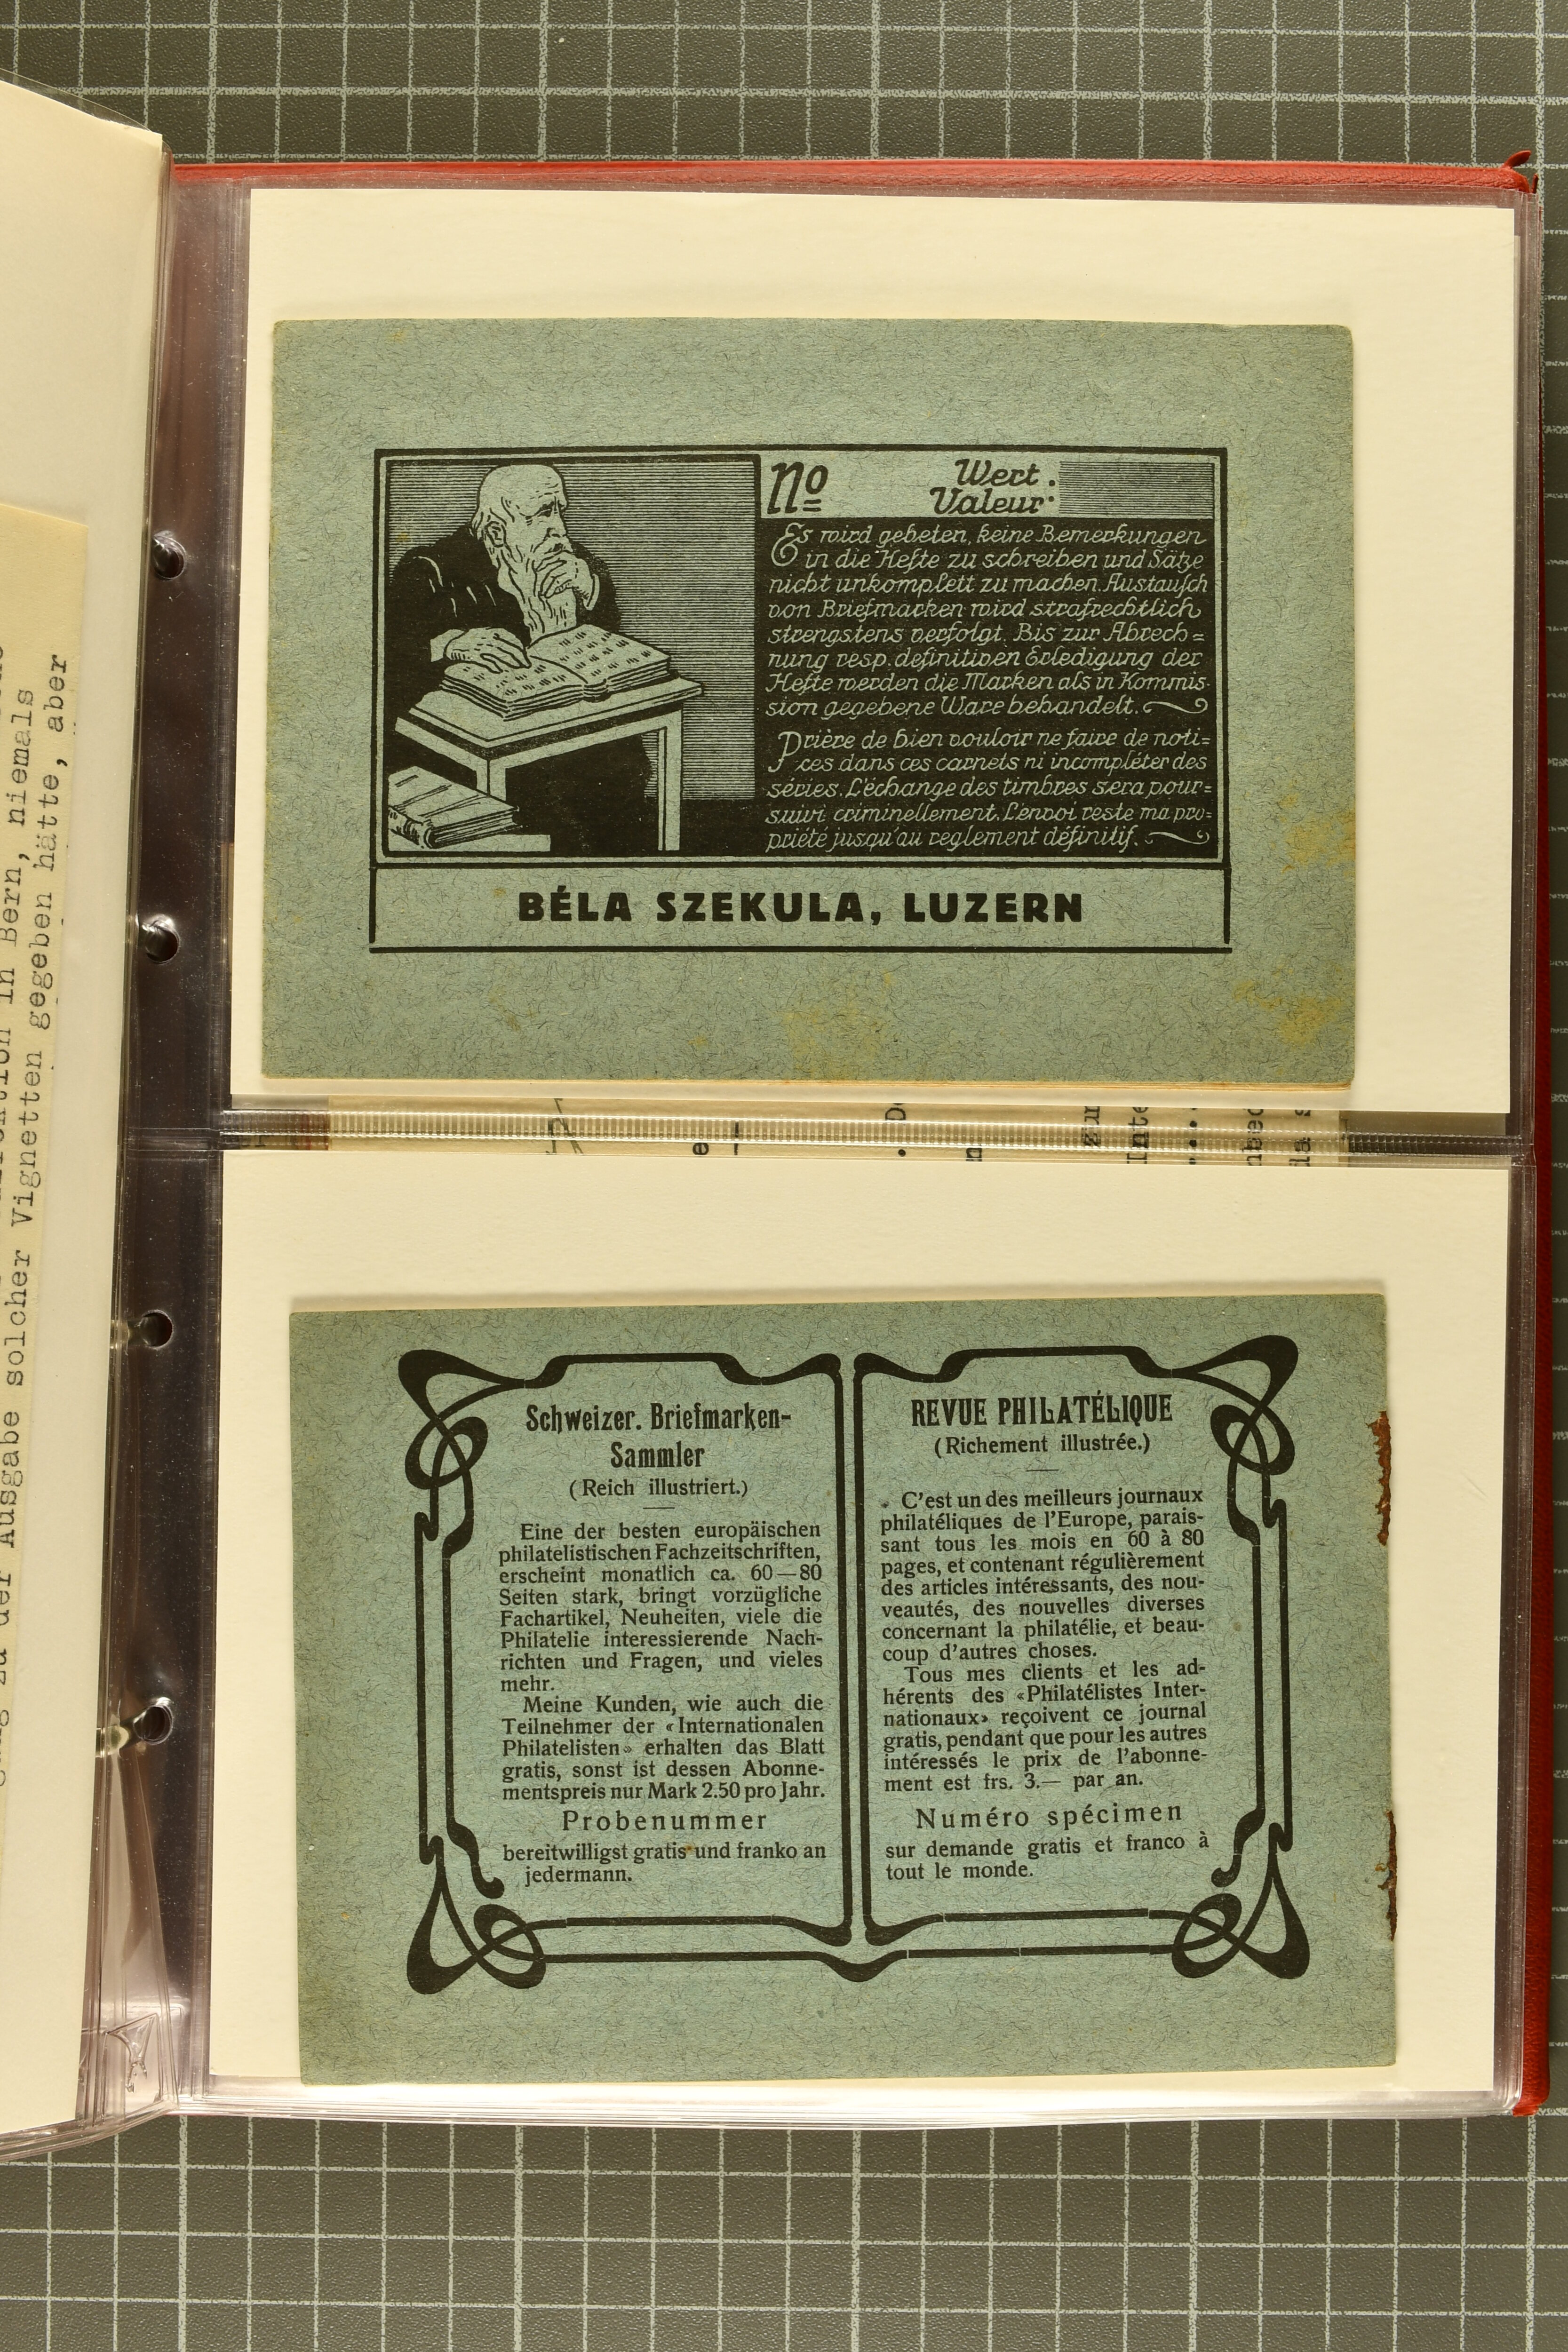 in Bern, niemals
der Ausgabe solcher Vignetten gegeben hätte, aber
No
Wert.
Valeur:
Es wird gebeten, keine Bemerkungen
in die Hefte zu schreiben und Sätze
nicht unkomplett zu machen. Austausch
von Briefmarken wird strafrechtlich
strengstens verfolgt. Bis zur Abrech=
nung resp. definitiven Erledigung der
Hefte werden die Marken als in Kommis-
sion gegebene Ware behandelt.
Prière de bien vouloir ne faire de noti=
ces dans ces carnets ni incompléter des
séries. L'échange des timbres sera pour=
suivi criminellement. L'envoi reste ma pro=
priété jusqu'au reglement définitif.
BÉLA SZEKULA, LUZERN
Schweizer. Briefmarken-
Sammler
(Reich illustriert.)
Eine der besten europäischen
philatelistischen Fachzeitschriften,
erscheint monatlich ca. 60—80
Seiten stark, bringt vorzügliche
Fachartikel, Neuheiten, viele die
Philatelie interessierende Nach-
richten und Fragen, und vieles
mehr.
Meine Kunden, wie auch die
Teilnehmer der «Internationalen
Philatelisten» erhalten das Blatt
gratis, sonst ist dessen Abonne-
mentspreis nur Mark 2.50 pro Jahr.
Probenummer
bereitwilligst gratis und franko an
jedermann.
REVUE PHILATÉLIQUE
(Richement illustrée.)
C'est un des meilleurs journaux
philatéliques de l'Europe, parais-
sant tous les mois en 60 à 80
pages, et contenant régulièrement
des articles intéressants, des nou-
veautés, des nouvelles diverses
concernant la philatélie, et beau-
coup d'autres choses.
Tous mes clients et les ad-
hérents des «Philatélistes Inter-
nationaux» reçoivent ce journal
gratis, pendant que pour les autres
intéressés le prix de l'abonne-
ment est frs. 3.— par an.
Numéro spécimen
sur demande gratis et franco à
tout le monde.